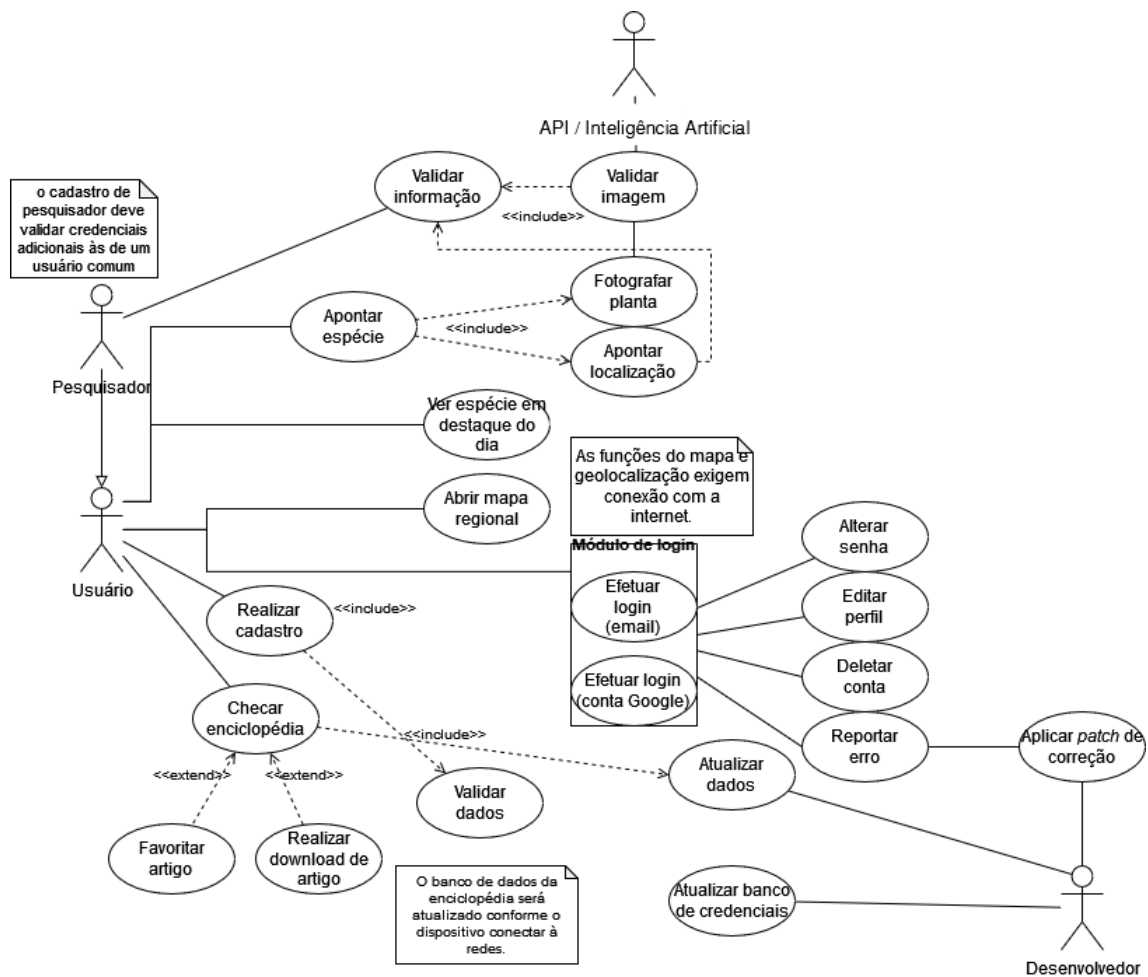 API / Inteligência Artificial
o cadastro de
pesquisador deve
validar credenciais
adicionais às de um
usuário comum
Validar
informação
Validar
imagem
<<include>>
Pesquisador
Apontar
espécie
<<include>>
Fotografar
planta
Apontar
localização
Ver espécie em
destaque do
dia
As funções do mapa e
geolocalização exigem
conexão com a
internet.
Abrir mapa
regional
Usuário
Módulo de login
Efetuar
login
(email)
Efetuar login
(conta Google)
Alterar
senha
Editar
perfil
Deletar
conta
Reportar
erro
Aplicar patch de
correção
Realizar
cadastro
<<include>>
Checar
enciclopédia
<<include>>
<<extend>>
<<extend>>
Validar
dados
Atualizar
dados
Favoritar
artigo
Realizar
download de
artigo
O banco de dados da
enciclopédia será
atualizado conforme o
dispositivo conectar à
redes.
Atualizar banco
de credenciais
Desenvolvedor